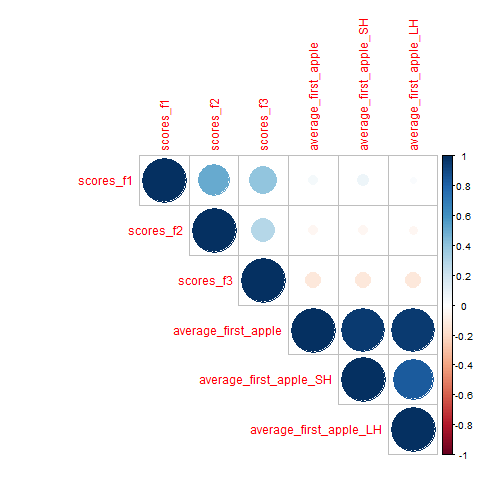 scores_f1
scores_f2
scores_f3
average_first_apple
average_first_apple_SH
average_first_apple_LH
scores_f1
scores_f2
scores_f3
average_first_apple
average_first_apple_SH
average_first_apple_LH
1
0.8
0.6
0.4
0.2
0
-0.2
-0.4
-0.6
-0.8
-1